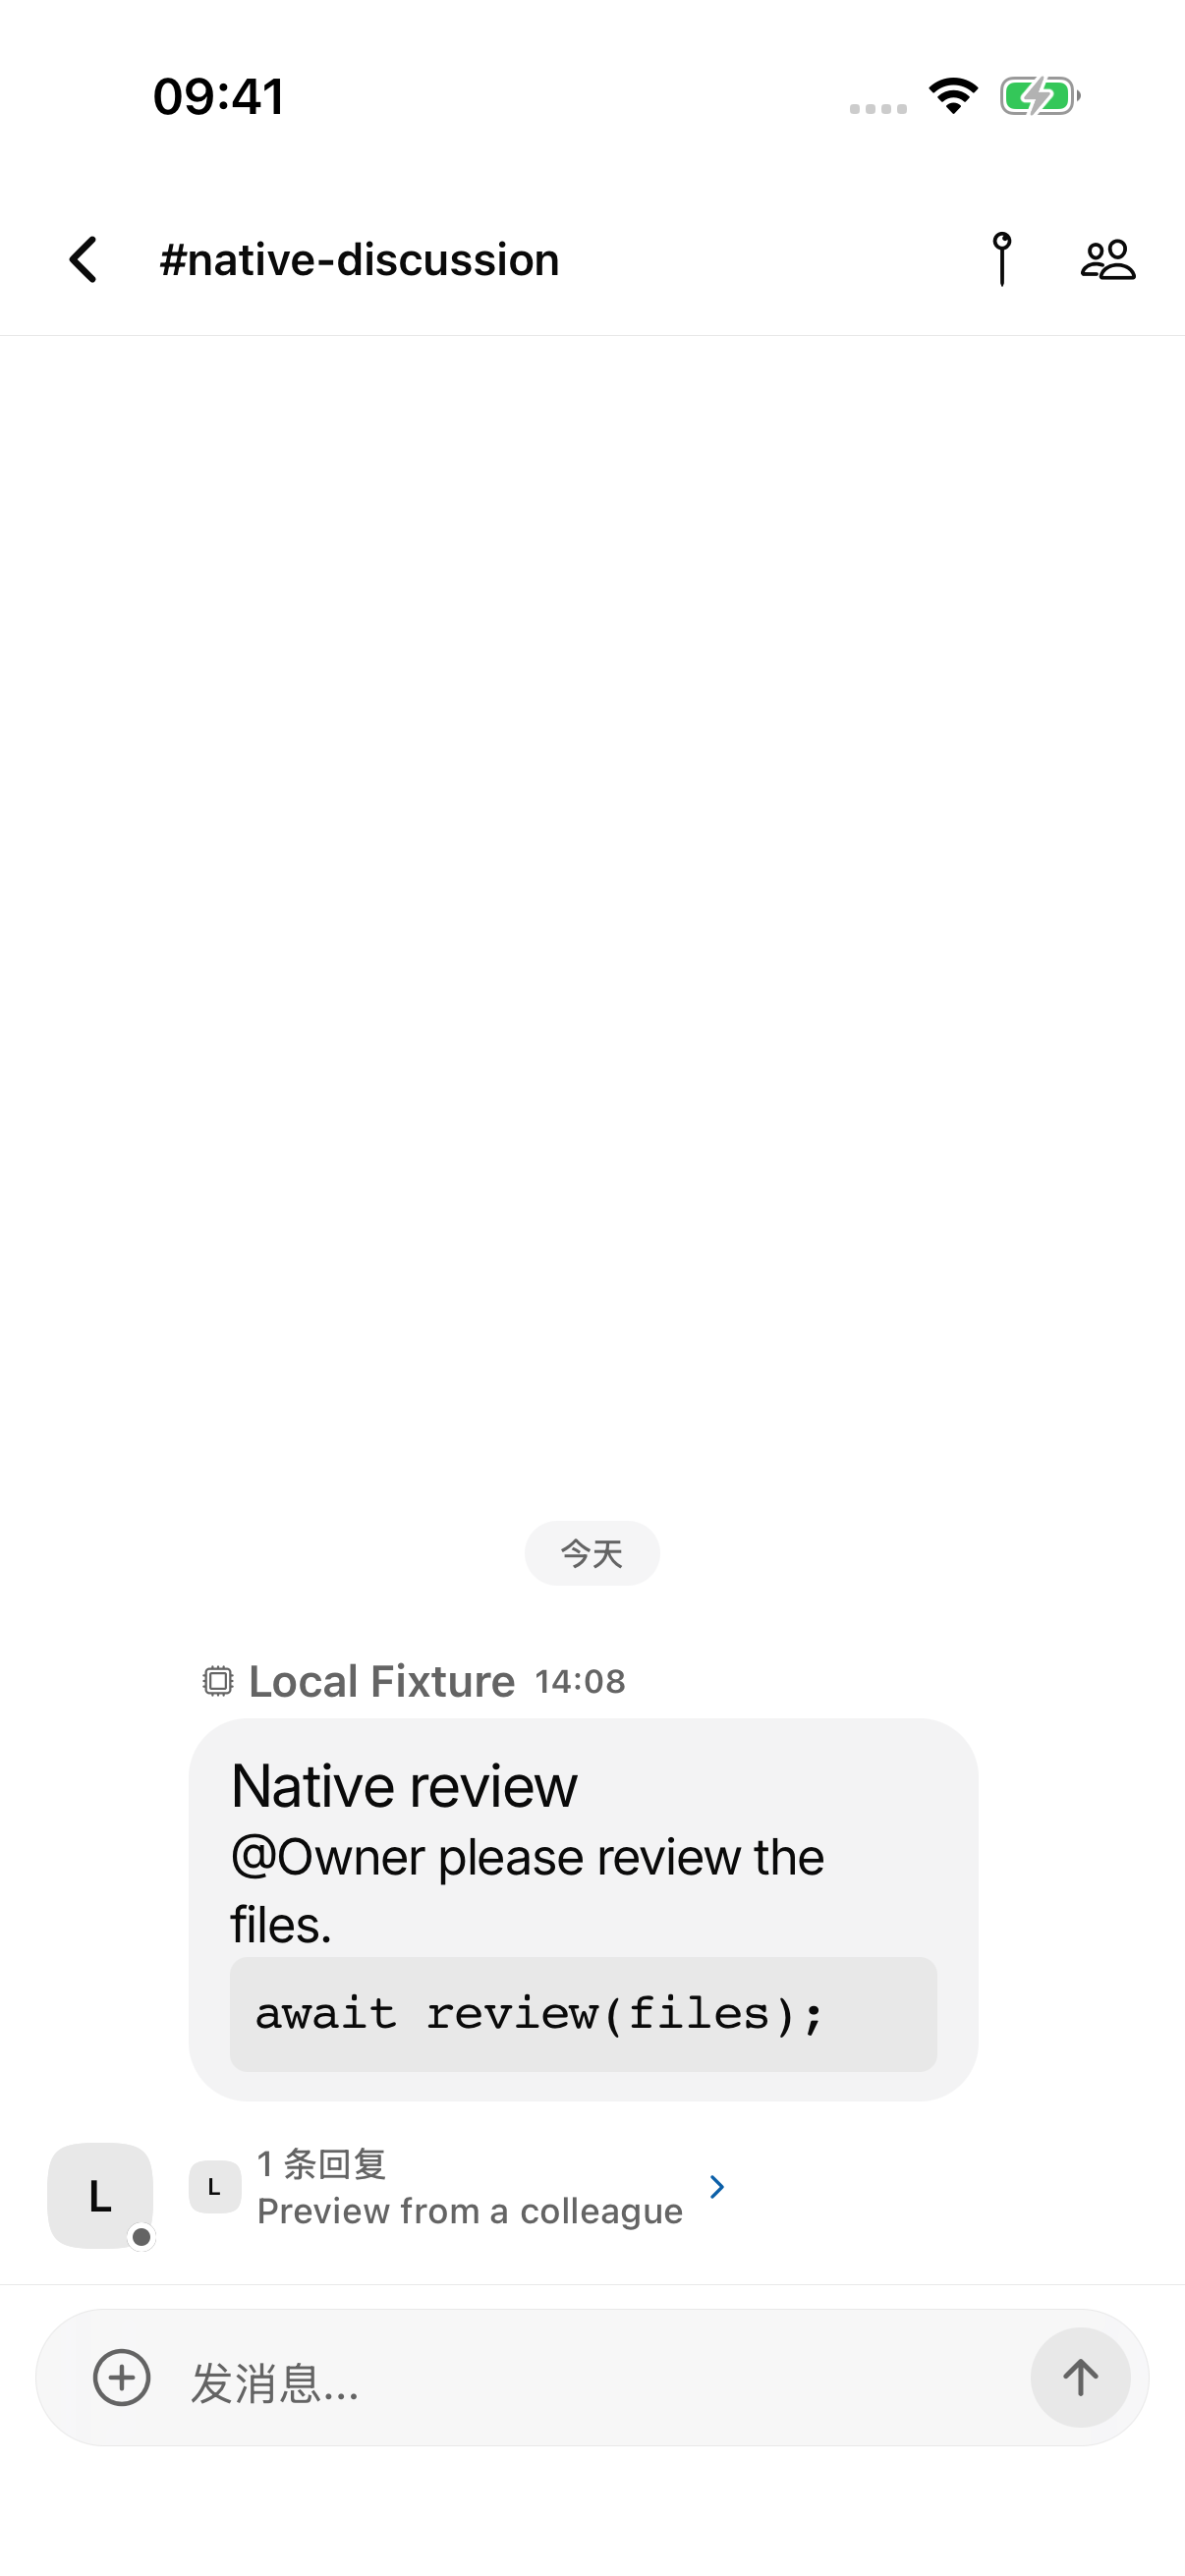 09:41
#native-discussion
今天
Local Fixture 14:08
Native review
@Owner please review the
files.
await review(files);
L
L
1 条回复
Preview from a colleague
发消息...